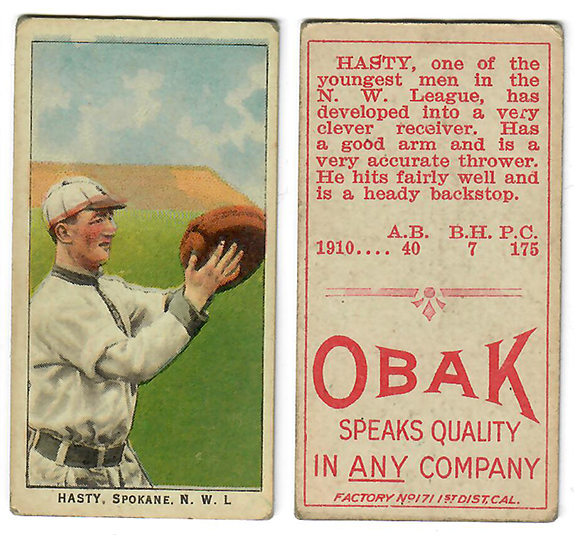 HASTY, SPOKANE, N. W. L
HASTY, one of the
youngest men in the
N. W. League, has
developed into a very
clever receiver. Has
a good arm and is a
very accurate thrower.
He hits fairly well and
is a heady backstop.
A.B. B.H. P.C.
1910.... 40 7 175
OBAK
SPEAKS QUALITY
IN ANY COMPANY
FACTORY NO 171 1ST DIST, CAL.